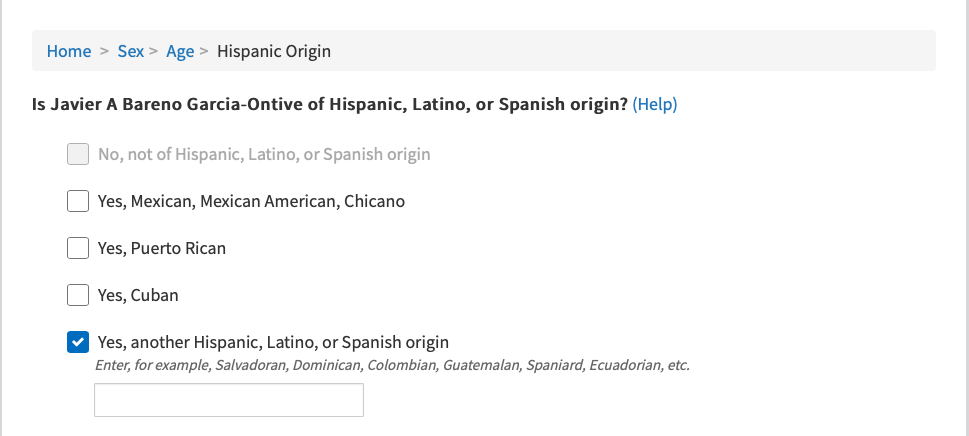 Home > Sex > Age > Hispanic Origin
Is Javier A Bareno Garcia-Ontive of Hispanic, Latino, or Spanish origin? (Help)
No, not of Hispanic, Latino, or Spanish origin
Yes, Mexican, Mexican American, Chicano
Yes, Puerto Rican
Yes, Cuban
Yes, another Hispanic, Latino, or Spanish origin
Enter, for example, Salvadoran, Dominican, Colombian, Guatemalan, Spaniard, Ecuadorian, etc.